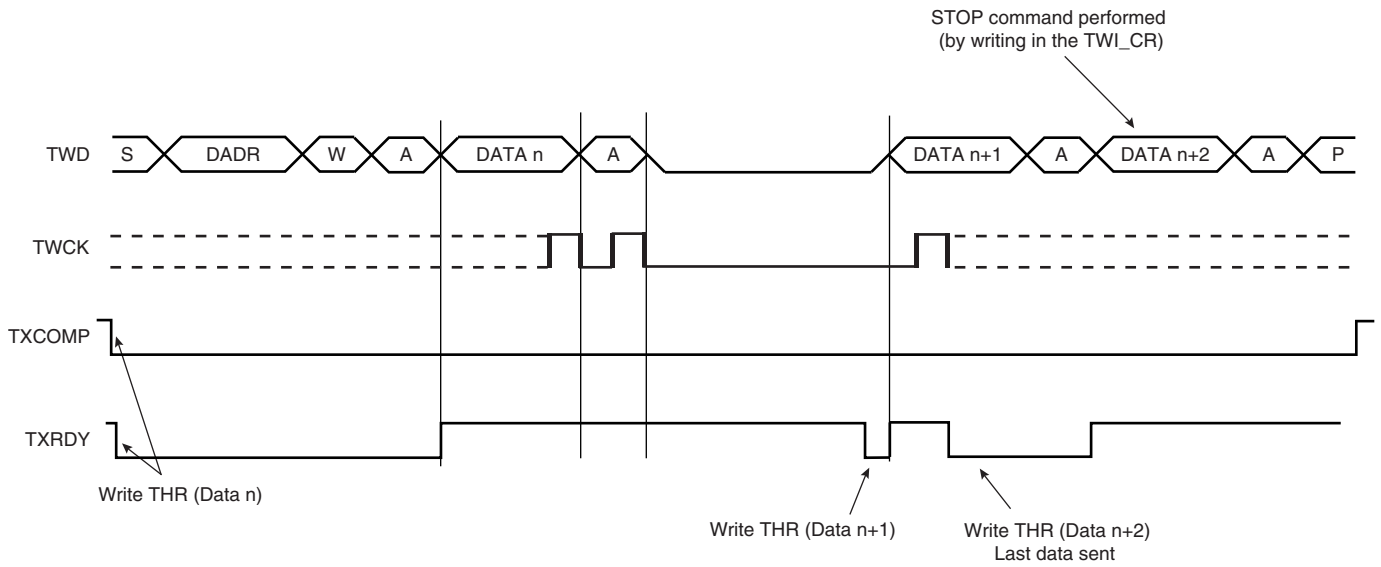 STOP command performed
(by writing in the TWI_CR)
TWD S DADR W A DATA n A DATA n+1 A DATA n+2 A P
TWCK
TXCOMP
TXRDY
Write THR (Data n)
Write THR (Data n+1)
Write THR (Data n+2)
Last data sent